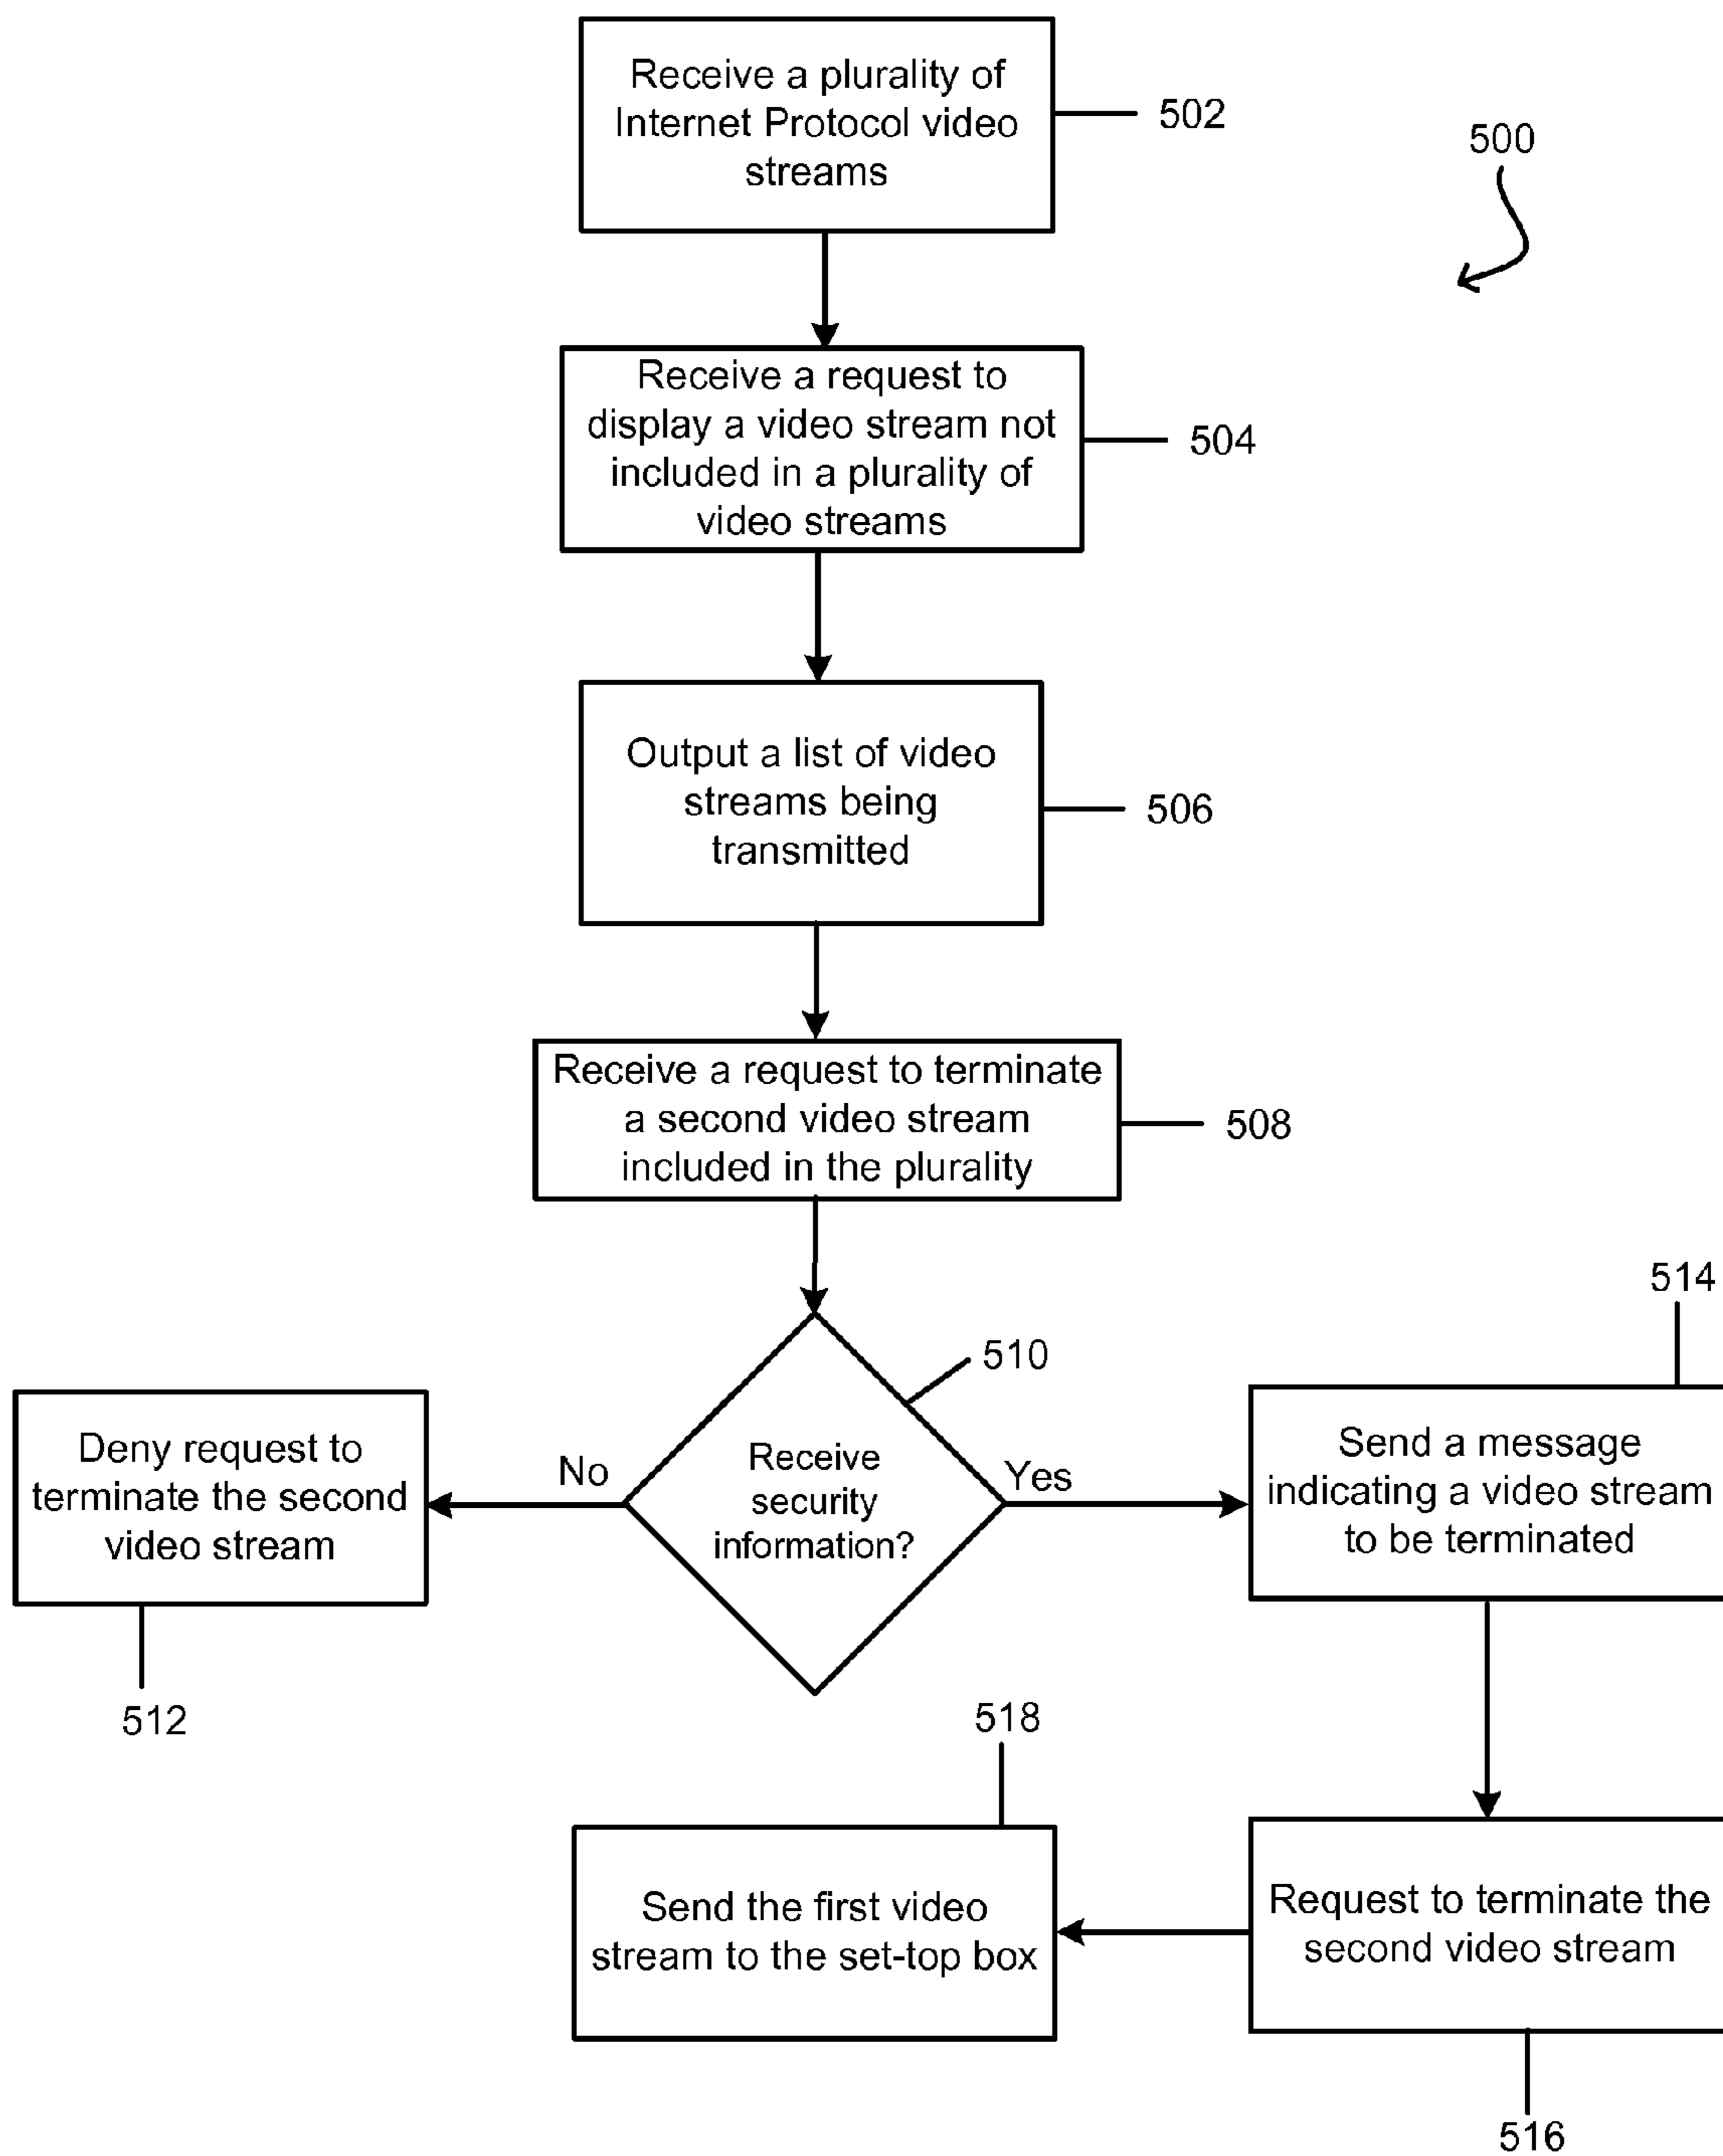 Receive a plurality of
Internet Protocol video
streams
502
500
Receive a request to
display a video stream not
included in a plurality of
video streams
504
Output a list of video
streams being
transmitted
506
Receive a request to terminate
a second video stream
included in the plurality
508
510
Receive
security
information?
No
Yes
Deny request to
terminate the second
video stream
512
514
Send a message
indicating a video stream
to be terminated
Request to terminate the
second video stream
516
518
Send the first video
stream to the set-top box